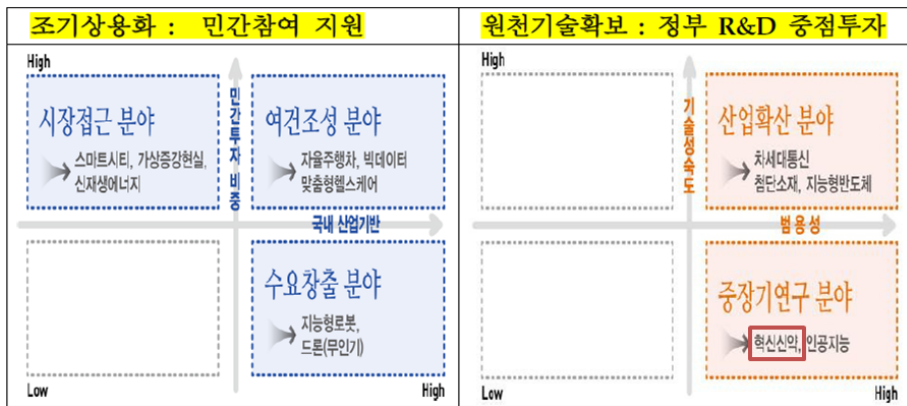 조기상용화 : 민간참여 지원
High
시장접근 분야
스마트시티, 가상증강현실,
신재생에너지
민간투자 비중
여건조성 분야
자율주행차, 빅데이터
맞춤형헬스케어
국내 산업기반
수요창출 분야
지능형로봇,
드론(무인기)
Low
High
원천기술확보 : 정부 R&D 중점투자
High
기술성숙도
산업확산 분야
차세대통신
첨단소재, 지능형반도체
범용성
중장기연구 분야
혁신신약, 인공지능
Low
High